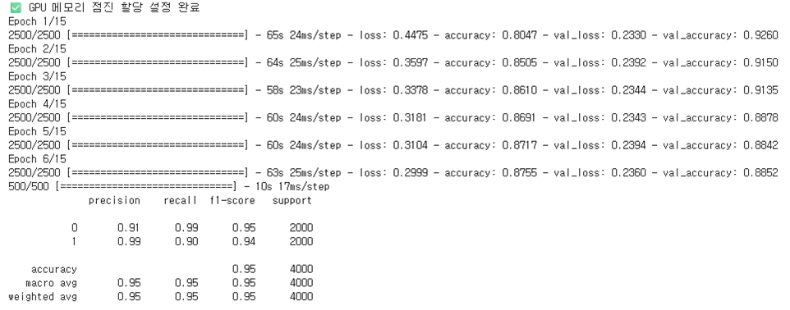 ✅ GPU 메모리 점진 할당 설정 완료
Epoch 1/15
2500/2500 [==============================] - 65s 24ms/step - loss: 0.4475 - accuracy: 0.8047 - val_loss: 0.2330 - val_accuracy: 0.9260
Epoch 2/15
2500/2500 [==============================] - 64s 25ms/step - loss: 0.3597 - accuracy: 0.8505 - val_loss: 0.2392 - val_accuracy: 0.9150
Epoch 3/15
2500/2500 [==============================] - 58s 23ms/step - loss: 0.3378 - accuracy: 0.8610 - val_loss: 0.2344 - val_accuracy: 0.9135
Epoch 4/15
2500/2500 [==============================] - 60s 24ms/step - loss: 0.3181 - accuracy: 0.8691 - val_loss: 0.2343 - val_accuracy: 0.8878
Epoch 5/15
2500/2500 [==============================] - 60s 24ms/step - loss: 0.3104 - accuracy: 0.8717 - val_loss: 0.2394 - val_accuracy: 0.8842
Epoch 6/15
2500/2500 [==============================] - 63s 25ms/step - loss: 0.2999 - accuracy: 0.8755 - val_loss: 0.2360 - val_accuracy: 0.8852
500/500 [==============================] - 10s 17ms/step
precision recall f1-score support
0 0.91 0.99 0.95 2000
1 0.99 0.90 0.94 2000
accuracy 0.95 4000
macro avg 0.95 0.95 0.95 4000
weighted avg 0.95 0.95 0.95 4000